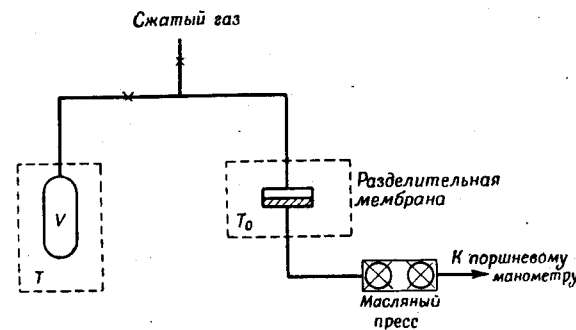 Сжатый газ
Разделительная
мембрана
V
T₀
T
К поршневому
манометру
Масляный
пресс